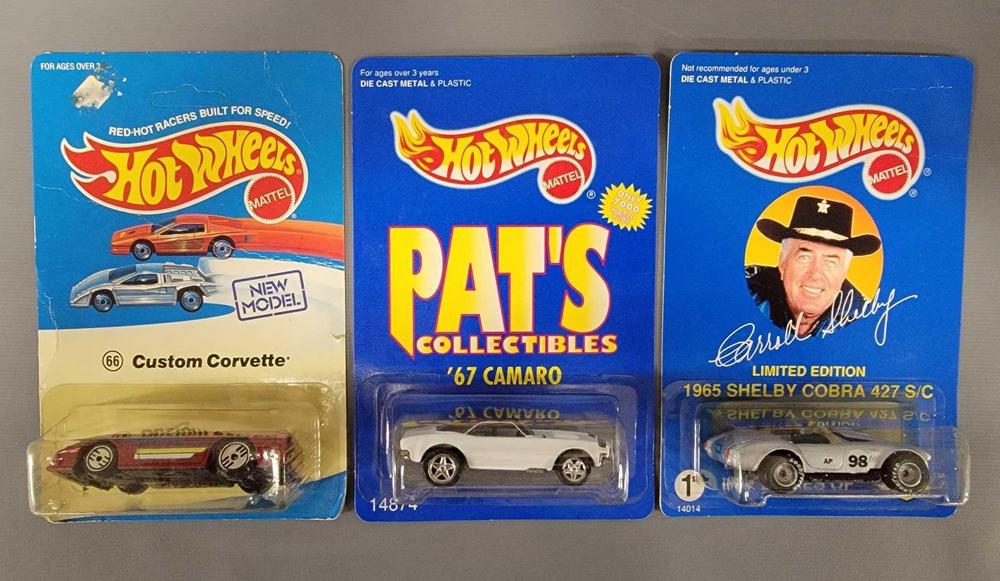 FOR AGES OVER 3
RED-HOT RACERS BUILT FOR SPEED!
HOT WHEELS
MATTEL
®
NEW
MODEL
66 Custom Corvette
For ages over 3 years
DIE CAST METAL & PLASTIC
HOT WHEELS
MATTEL
®
ONLY
7000
PAT'S
COLLECTIBLES
'67 CAMARO
14874
Not recommended for ages under 3
DIE CAST METAL & PLASTIC
HOT WHEELS
®
MATTEL
®
Carroll Shelby
LIMITED EDITION
1965 SHELBY COBRA 427 S/C
AP 98
1st
14014